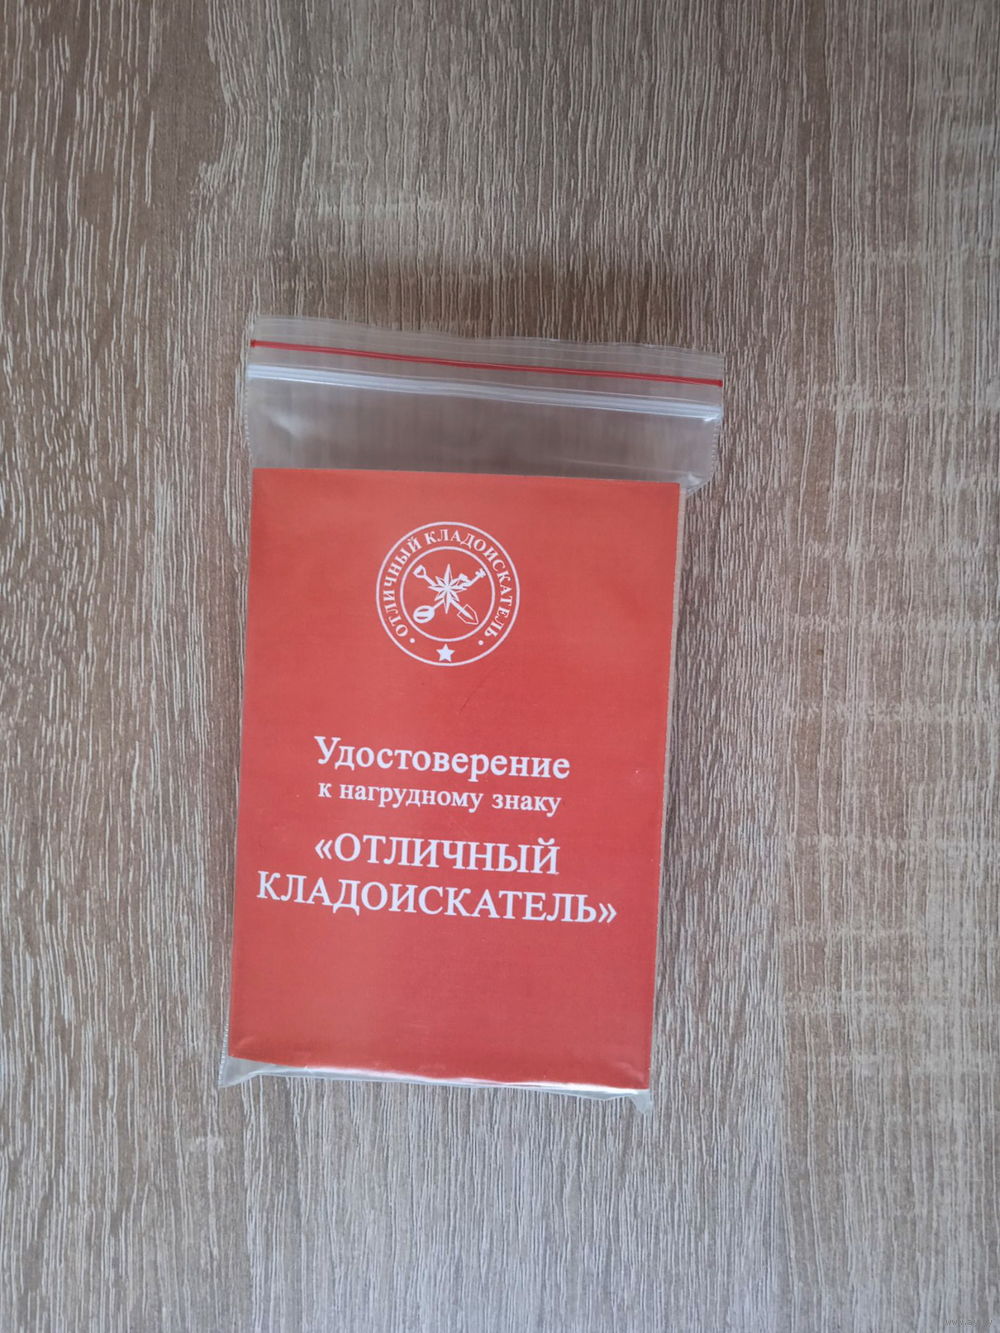 • ОТЛИЧНЫЙ КЛАДОИСКАТЕЛЬ •
Удостоверение
к нагрудному знаку
«ОТЛИЧНЫЙ
КЛАДОИСКАТЕЛЬ»